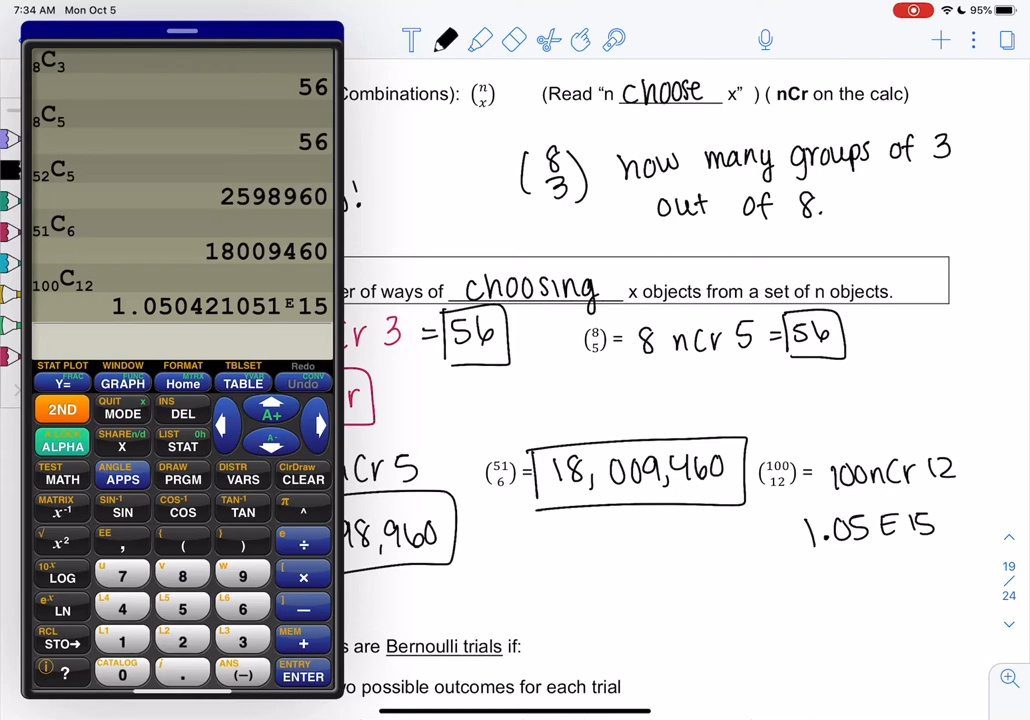 7:34 AM Mon Oct 5
95%
8C3
56
8C5
56
52C5
2598960
51C6
18009460
100C12
1.050421051E15
Combinations): (n x) (Read "n choose x" ) ( nCr on the calc)
(8 3) how many groups of 3
out of 8.
er of ways of choosing x objects from a set of n objects.
cr 3 = 56
(8 5) = 8 nCr 5 = 56
r
nCr 5
98,960
(51 6) = 18,009,460
(100 12) = 100nCr 12
1.05 E 15
s are Bernoulli trials if:
wo possible outcomes for each trial
19
/
24
STAT PLOT WINDOW FORMAT TBLSET Redo
Y= GRAPH Home TABLE Undo
QUIT x INS
2ND MODE DEL A+
SHARE n/d LIST 0h A-
ALPHA X STAT
TEST ANGLE DRAW DISTR ClrDraw
MATH APPS PRGM VARS CLEAR
MATRIX SIN-1 COS-1 TAN-1 π
x-1 SIN COS TAN ^
√ EE { } e
x2 , ( ) ÷
10x u v w [
LOG 7 8 9 ×
ex L4 L5 L6 ]
LN 4 5 6 —
RCL L1 L2 L3 MEM
STO→ 1 2 3 +
CATALOG i ANS ENTRY
? 0 . (−) ENTER